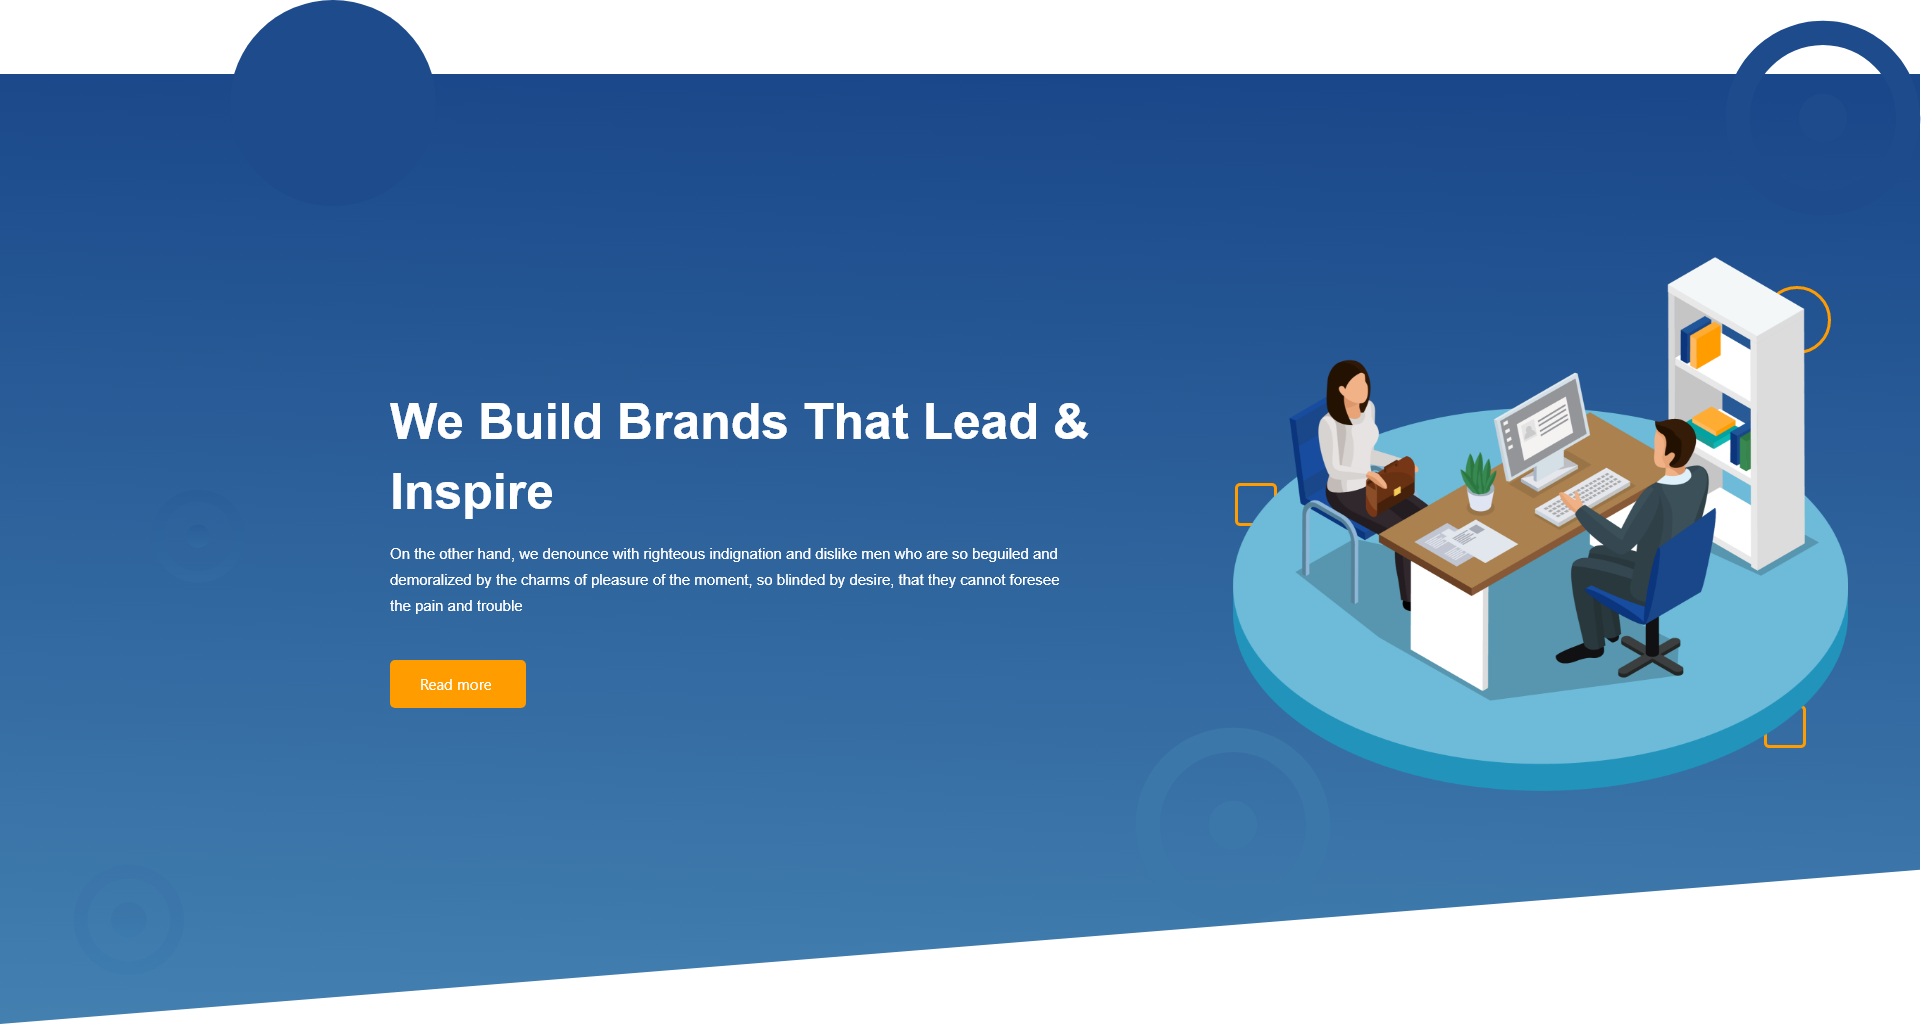 We Build Brands That Lead &
Inspire
On the other hand, we denounce with righteous indignation and dislike men who are so beguiled and
demoralized by the charms of pleasure of the moment, so blinded by desire, that they cannot foresee
the pain and trouble
Read more